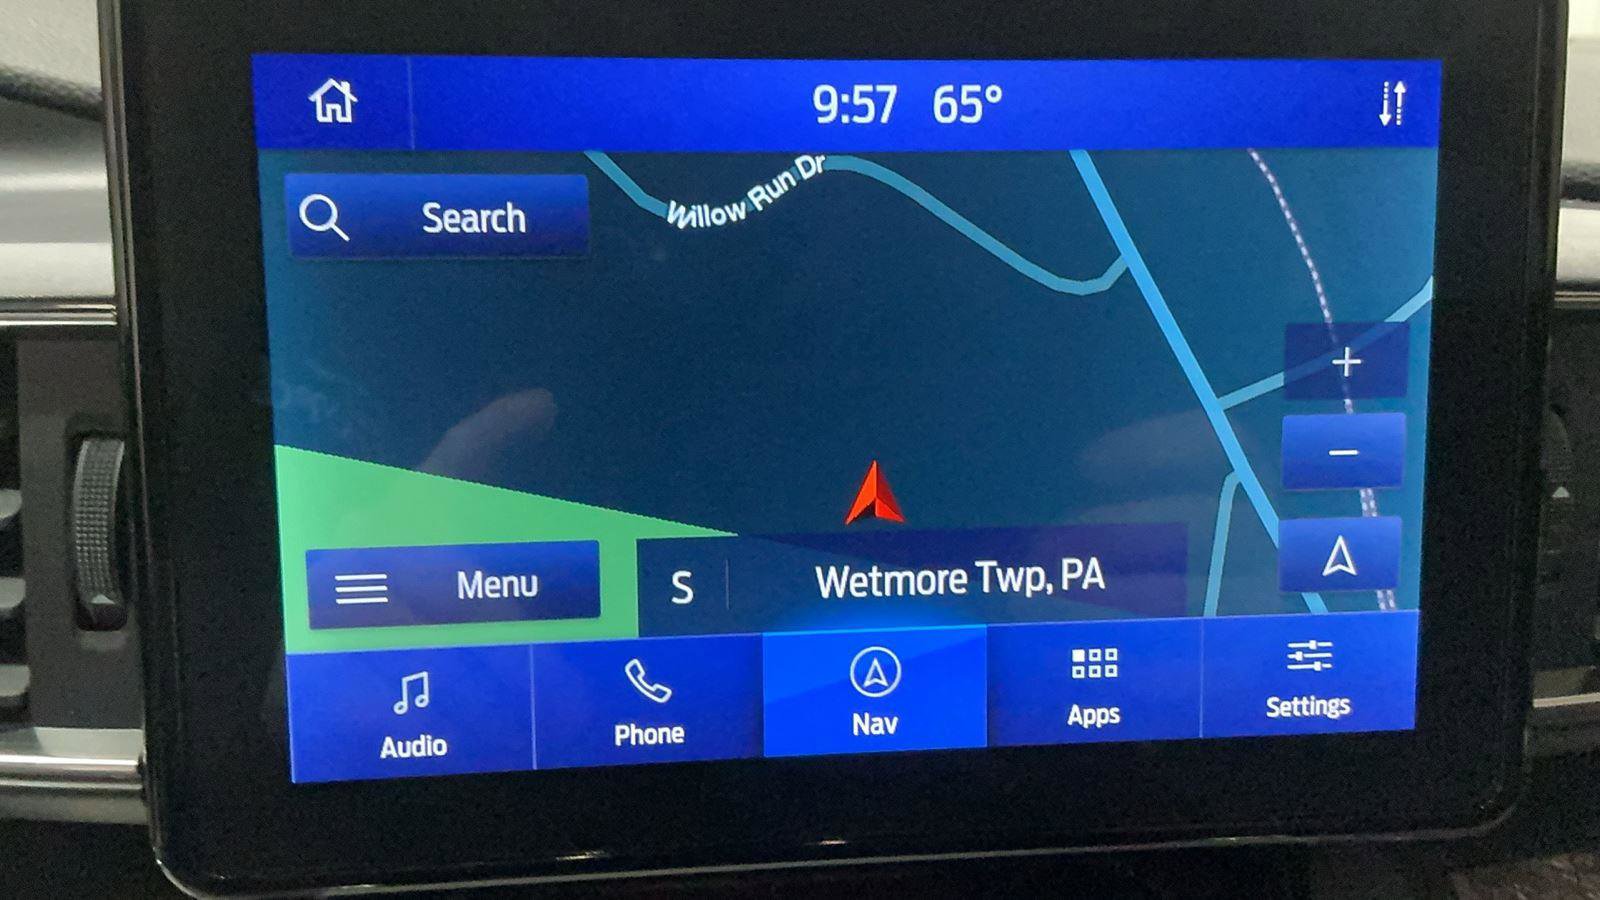 9:57 65°
Search
Willow Run Dr
+
−
Menu
S
Wetmore Twp, PA
Audio
Phone
Nav
Apps
Settings